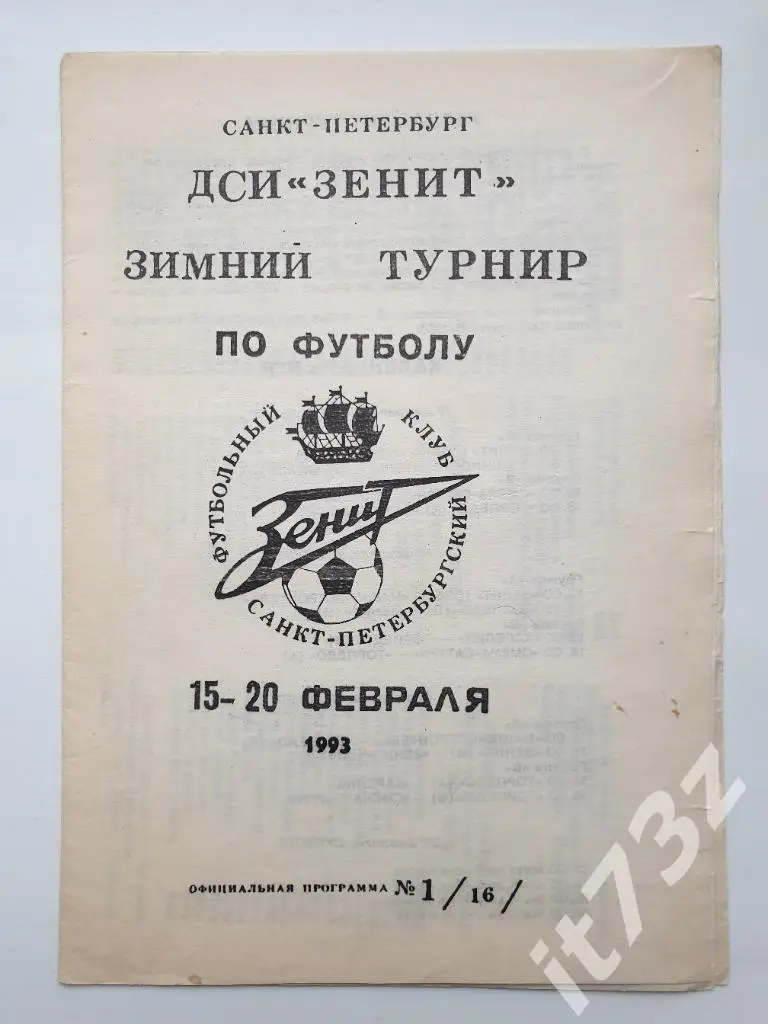 САНКТ-ПЕТЕРБУРГ
ДСИ «ЗЕНИТ»
ЗИМНИЙ ТУРНИР
ПО ФУТБОЛУ
ФУТБОЛЬНЫЙ КЛУБ
Зенит
САНКТ-ПЕТЕРБУРГСКИЙ
15-20 ФЕВРАЛЯ
1993
ОФИЦИАЛЬНАЯ ПРОГРАММА № 1 /16/
it73z